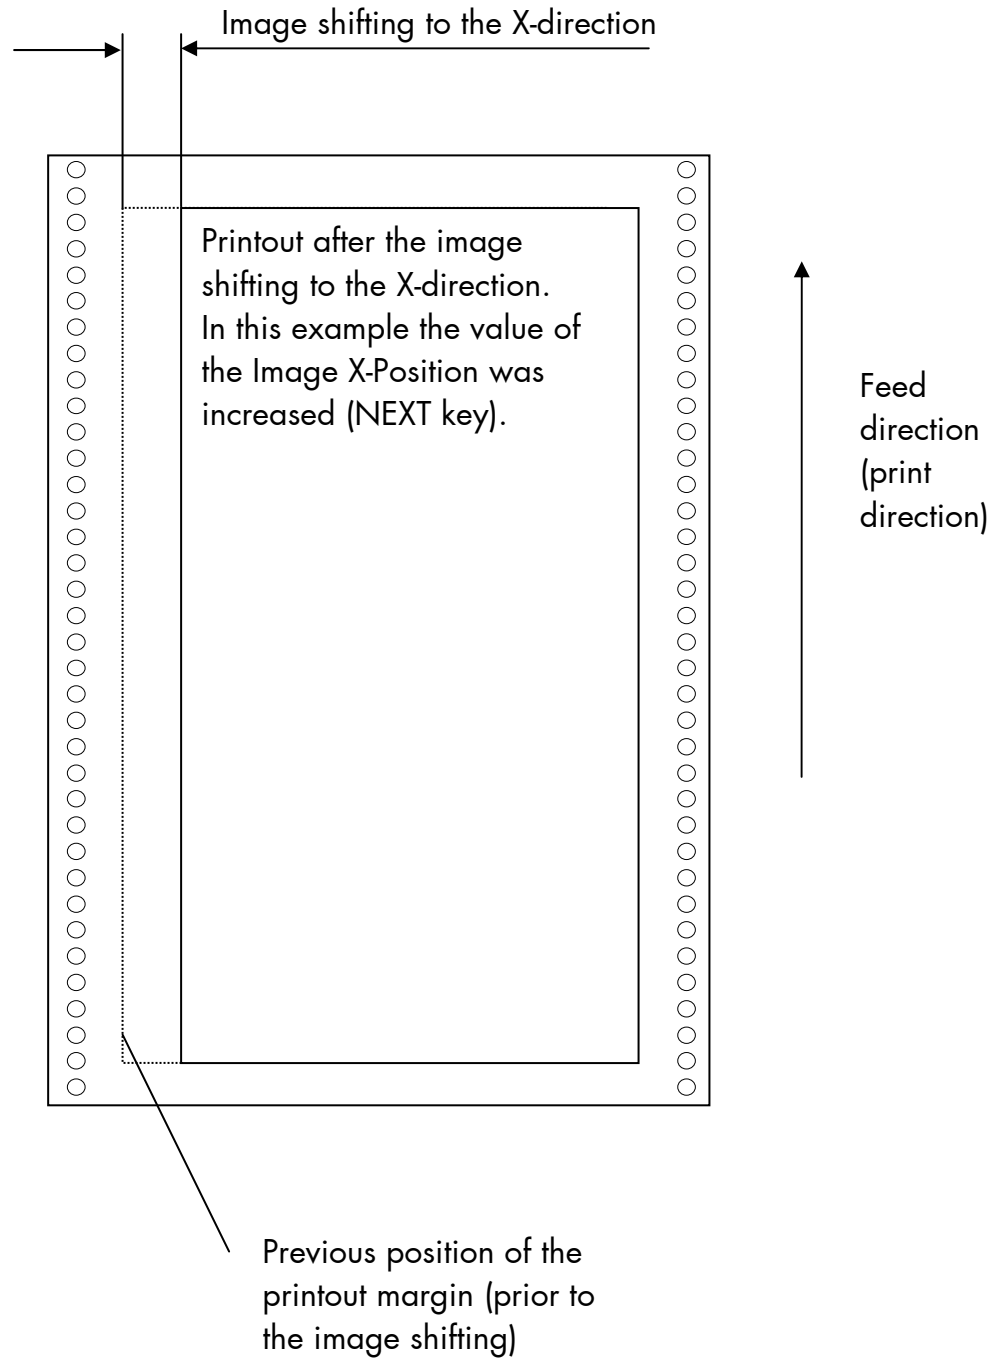 Image shifting to the X-direction
Printout after the image
shifting to the X-direction.
In this example the value of
the Image X-Position was
increased (NEXT key).
Feed
direction
(print
direction)
Previous position of the
printout margin (prior to
the image shifting)